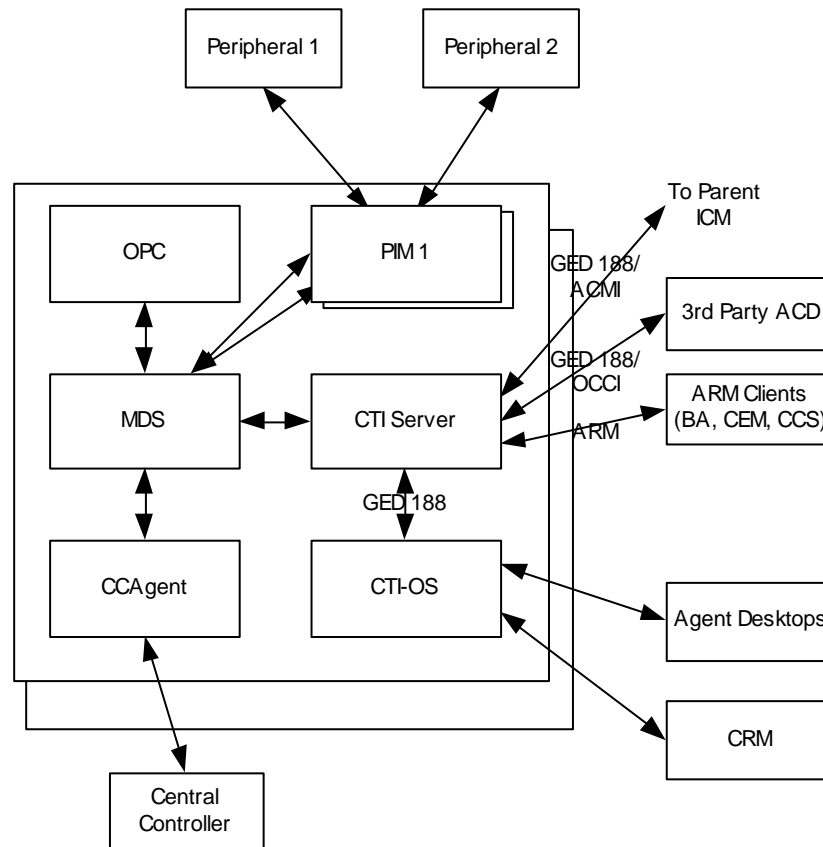 Peripheral 1
Peripheral 2
To Parent
ICM
OPC
PIM 1
GED 188/
ACMI
3rd Party ACD
GED 188/
OCCI
MDS
CTI Server
ARM Clients
(BA, CEM, CCS)
ARM
GED 188
CCAgent
CTI-OS
Agent Desktops
CRM
Central
Controller